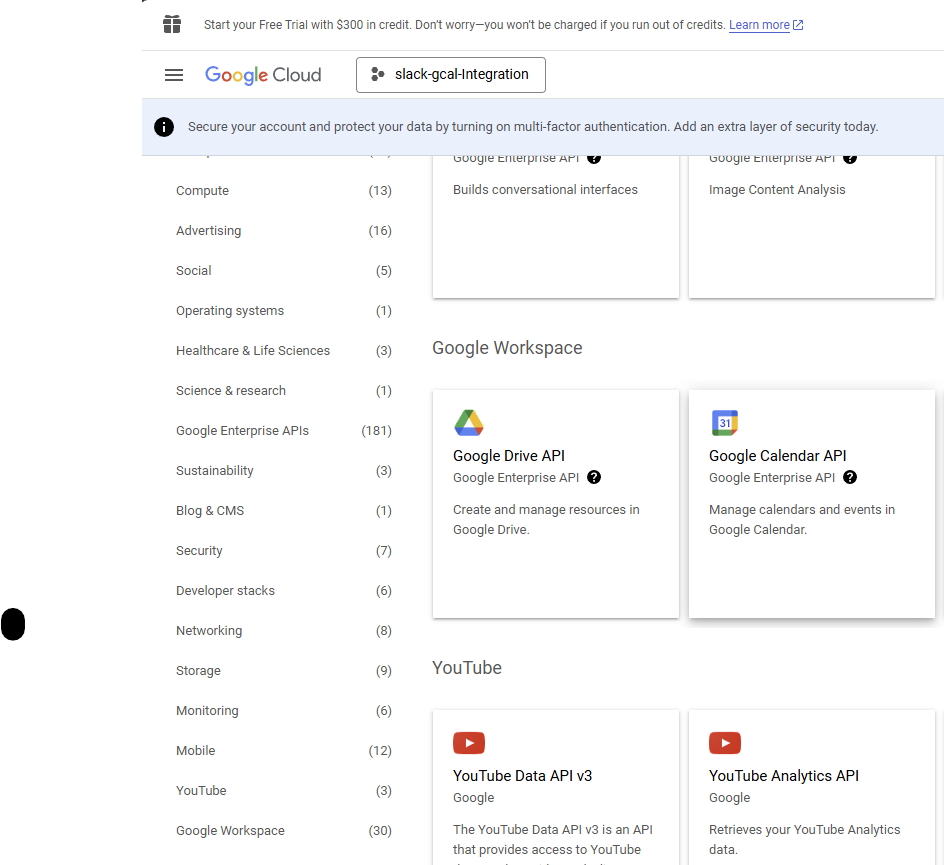 Start your Free Trial with $300 in credit. Don't worry—you won't be charged if you run out of credits. Learn more
Google Cloud
slack-gcal-Integration
Secure your account and protect your data by turning on multi-factor authentication. Add an extra layer of security today.
Compute (13)
Advertising (16)
Social (5)
Operating systems (1)
Healthcare & Life Sciences (3)
Science & research (1)
Google Enterprise APIs (181)
Sustainability (3)
Blog & CMS (1)
Security (7)
Developer stacks (6)
Networking (8)
Storage (9)
Monitoring (6)
Mobile (12)
YouTube (3)
Google Workspace (30)
Google Enterprise API
Builds conversational interfaces
Google Enterprise API
Image Content Analysis
Google Workspace
Google Drive API
Google Enterprise API
Create and manage resources in
Google Drive.
31
Google Calendar API
Google Enterprise API
Manage calendars and events in
Google Calendar.
YouTube
YouTube Data API v3
Google
The YouTube Data API v3 is an API
that provides access to YouTube
YouTube Analytics API
Google
Retrieves your YouTube Analytics
data.